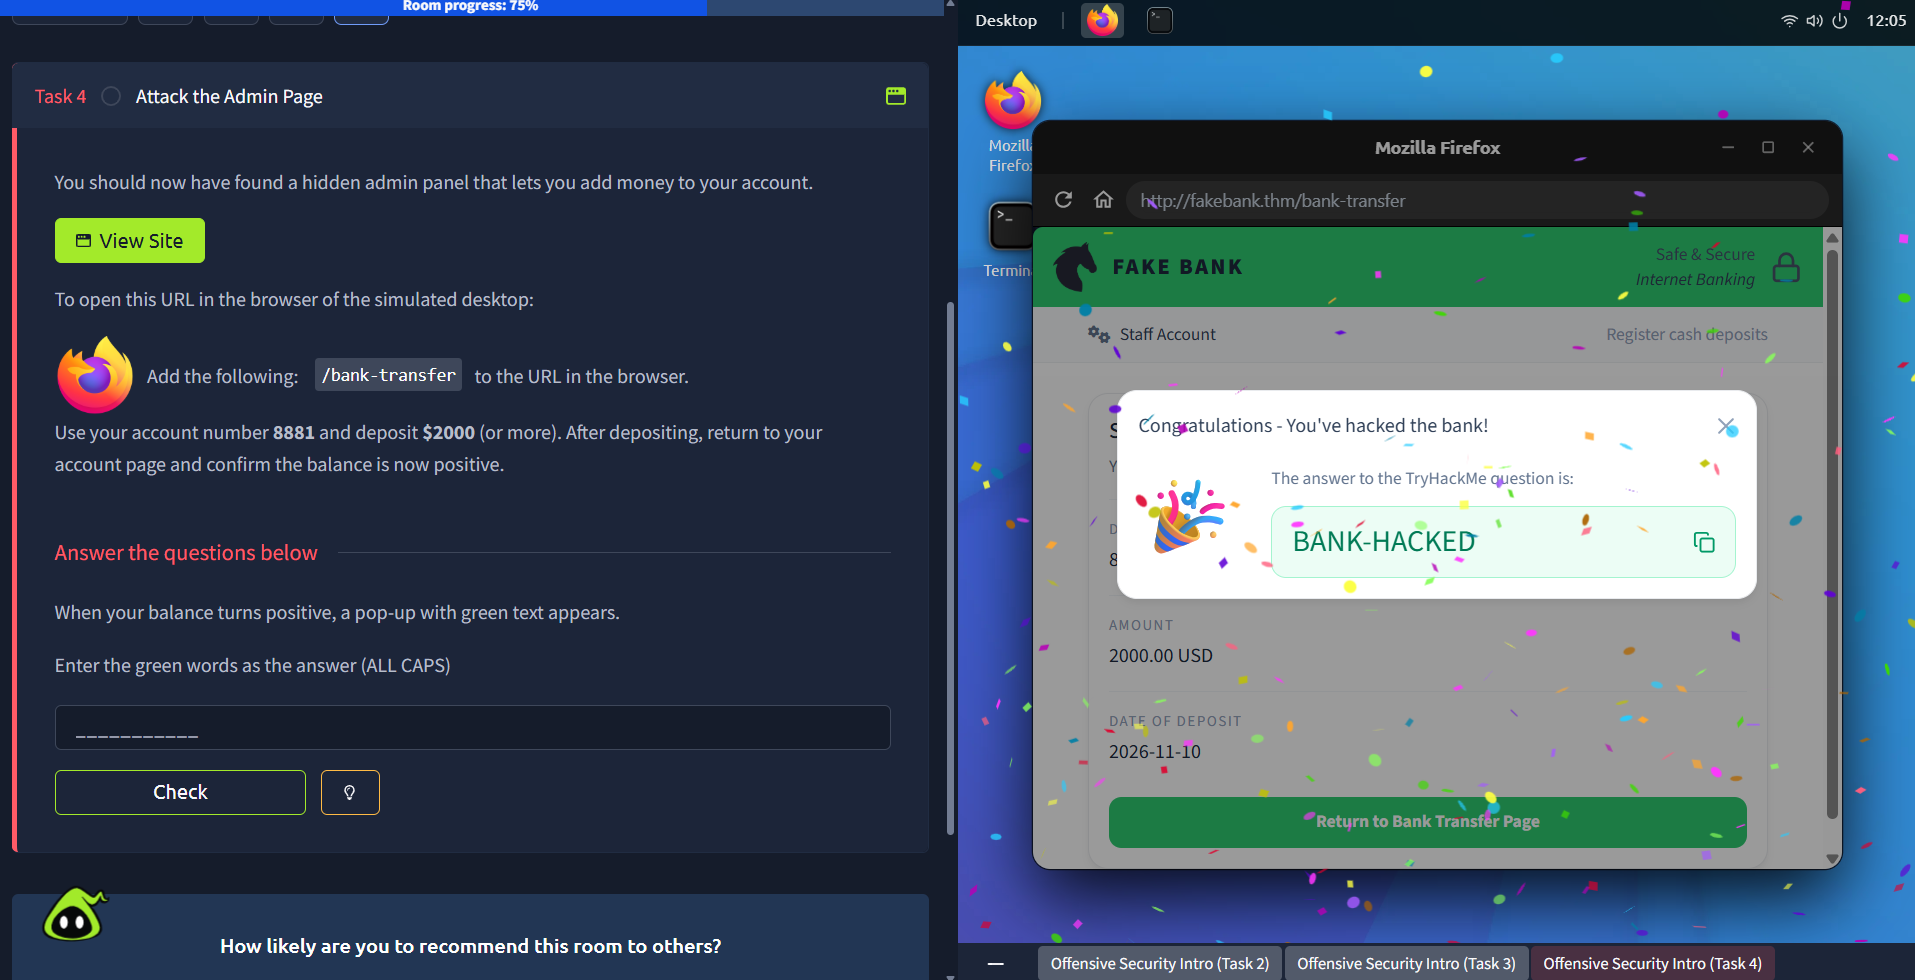 Room progress: 75%
Task 4 Attack the Admin Page
You should now have found a hidden admin panel that lets you add money to your account.
View Site
To open this URL in the browser of the simulated desktop:
Add the following: /bank-transfer to the URL in the browser.
Use your account number 8881 and deposit $2000 (or more). After depositing, return to your
account page and confirm the balance is now positive.
Answer the questions below
When your balance turns positive, a pop-up with green text appears.
Enter the green words as the answer (ALL CAPS)
___________
Check
How likely are you to recommend this room to others?
Desktop
12:05
Mozilla
Firefox
Mozilla Firefox
http://fakebank.thm/bank-transfer
FAKE BANK
Safe & Secure
Internet Banking
Staff Account
Register cash deposits
Congratulations - You've hacked the bank!
The answer to the TryHackMe question is:
BANK-HACKED
AMOUNT
2000.00 USD
DATE OF DEPOSIT
2026-11-10
Return to Bank Transfer Page
Offensive Security Intro (Task 2)
Offensive Security Intro (Task 3)
Offensive Security Intro (Task 4)